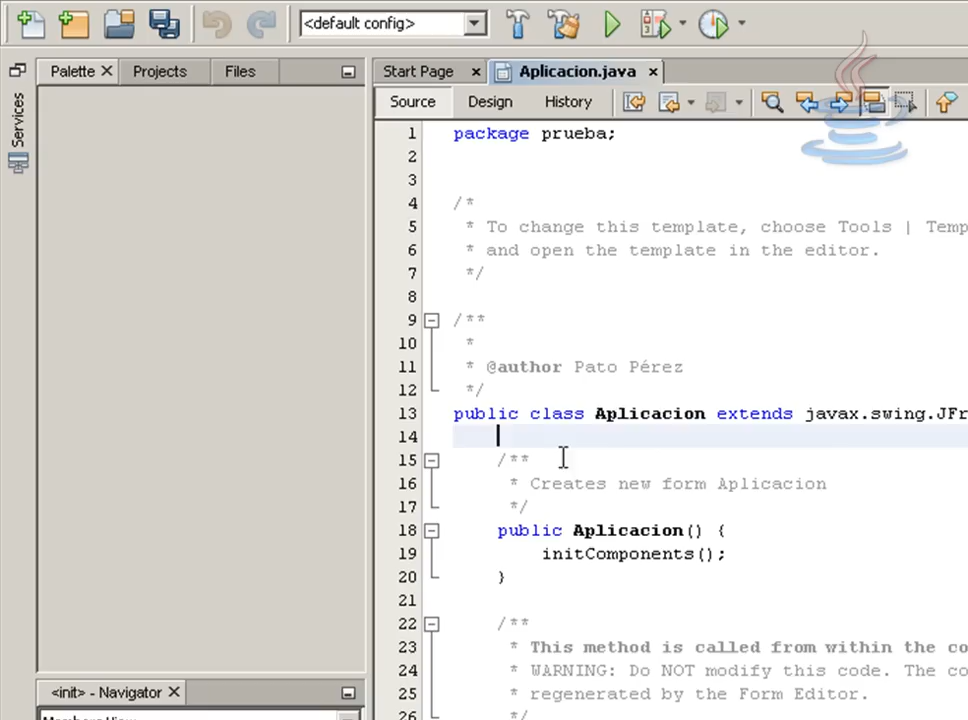 <default config>
Services
Palette
Projects
Files
Start Page
Aplicacion.java
Source
Design
History
1 package prueba;
2
3
4 /*
5 * To change this template, choose Tools | Temp
6 * and open the template in the editor.
7 */
8
9 /**
10 *
11 * @author Pato Pérez
12 */
13 public class Aplicacion extends javax.swing.JFr
14
15 /**
16 * Creates new form Aplicacion
17 */
18 public Aplicacion() {
19 initComponents();
20 }
21
22 /**
23 * This method is called from within the co
24 * WARNING: Do NOT modify this code. The co
25 * regenerated by the Form Editor.
26 */
<init> - Navigator
Members View